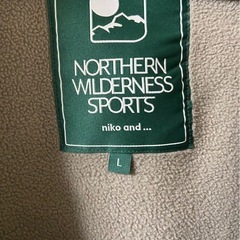 NORTHERN
WILDERNESS
SPORTS
niko and ...
L